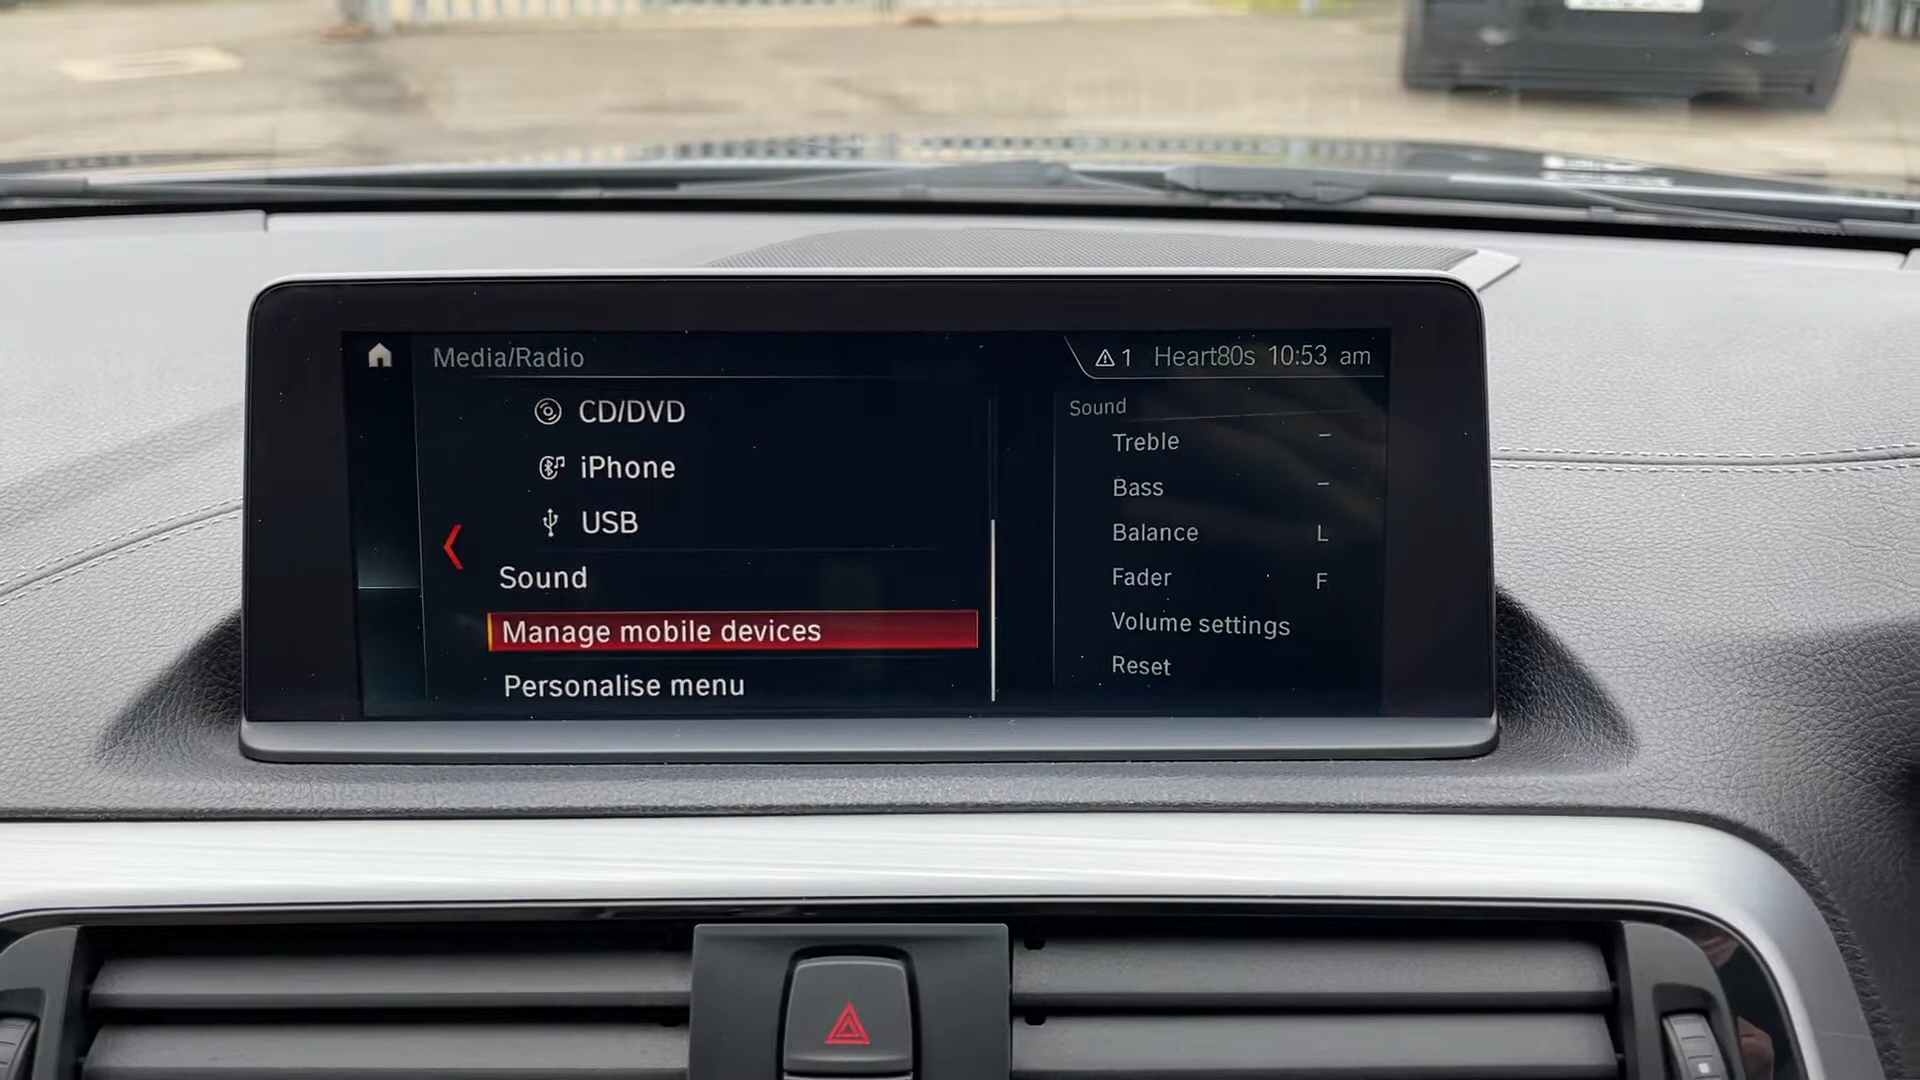 Media/Radio
1 Heart80s 10:53 am
CD/DVD
iPhone
USB
Sound
Manage mobile devices
Personalise menu
Sound
Treble –
Bass –
Balance L
Fader F
Volume settings
Reset